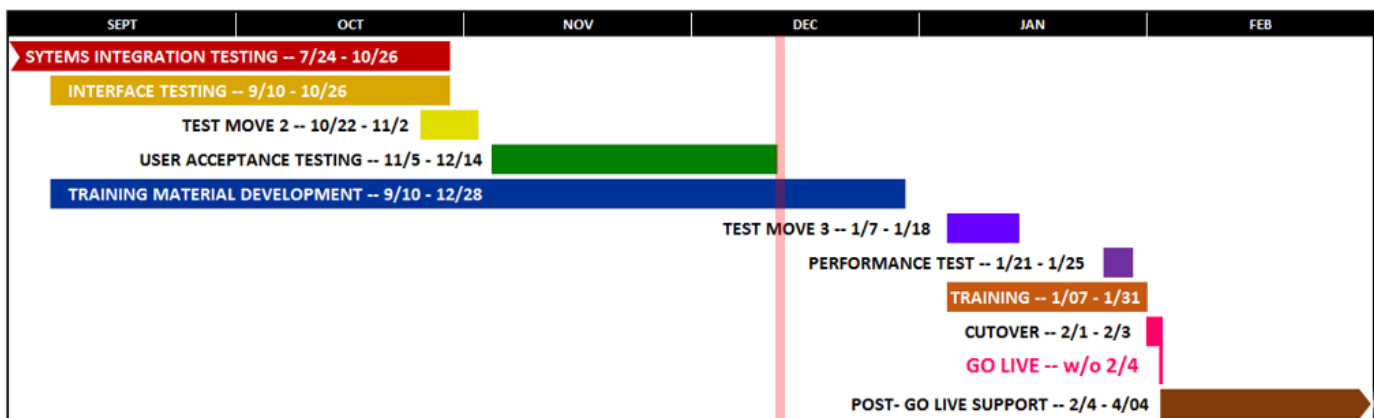 SEPT OCT NOV DEC JAN FEB
SYTEMS INTEGRATION TESTING -- 7/24 - 10/26
INTERFACE TESTING -- 9/10 - 10/26
TEST MOVE 2 -- 10/22 - 11/2
USER ACCEPTANCE TESTING -- 11/5 - 12/14
TRAINING MATERIAL DEVELOPMENT -- 9/10 - 12/28
TEST MOVE 3 -- 1/7 - 1/18
PERFORMANCE TEST -- 1/21 - 1/25
TRAINING -- 1/07 - 1/31
CUTOVER -- 2/1 - 2/3
GO LIVE -- w/o 2/4
POST- GO LIVE SUPPORT -- 2/4 - 4/04